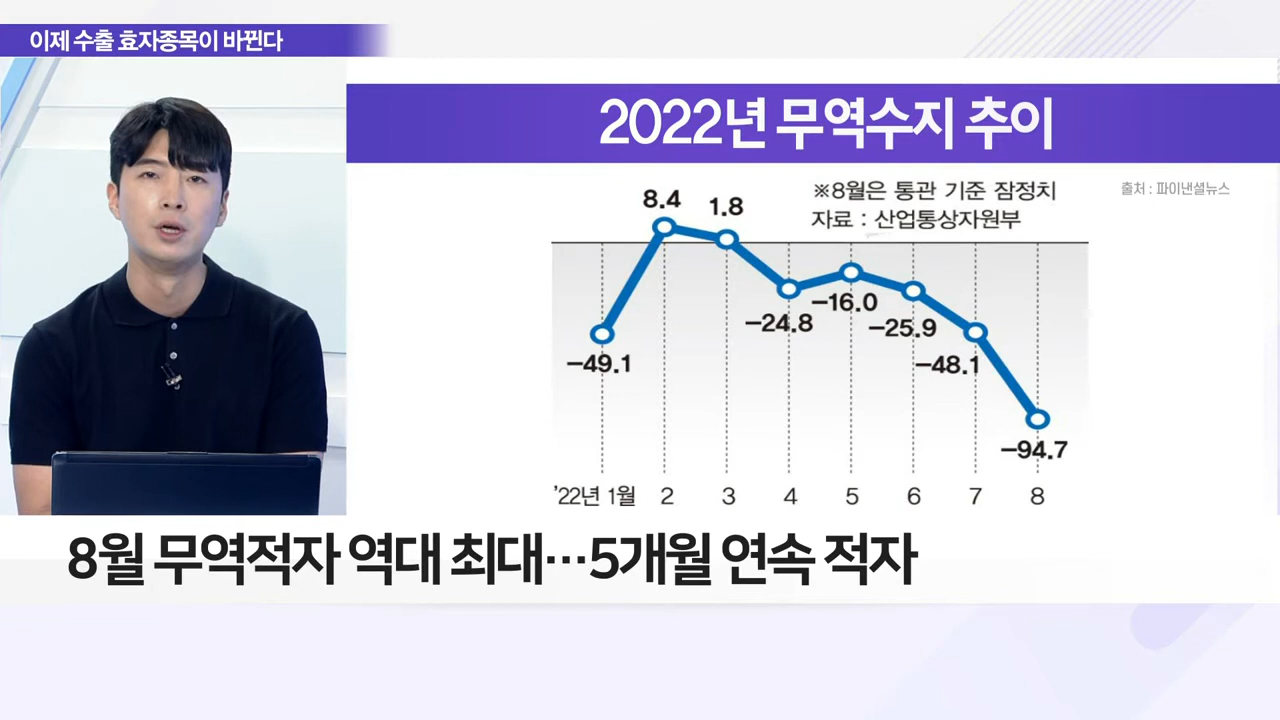 이제 수출 효자종목이 바뀐다
2022년 무역수지 추이
※8월은 통관 기준 잠정치
자료 : 산업통상자원부
출처 : 파이낸셜뉴스
8.4
1.8
−49.1
−24.8
−16.0
−25.9
−48.1
−94.7
'22년 1월 2 3 4 5 6 7 8
8월 무역적자 역대 최대…5개월 연속 적자